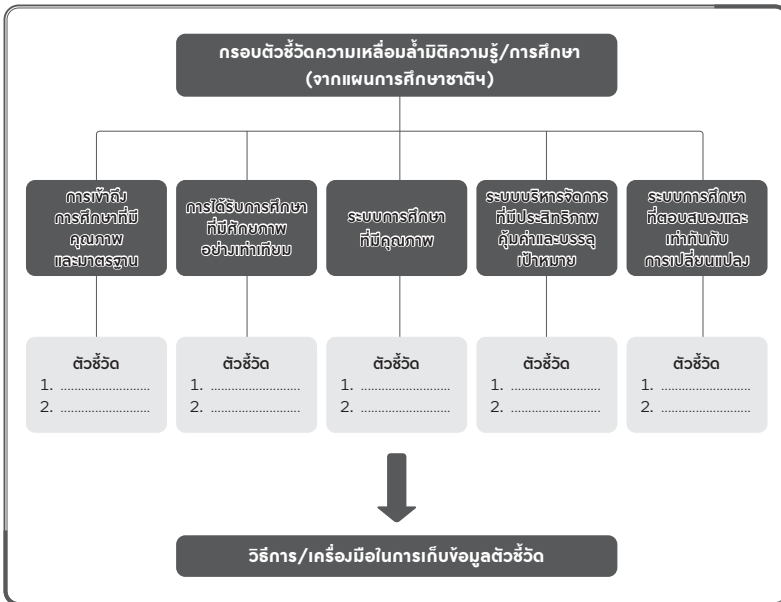 กรอบตัวชี้วัดความเหลื่อมล้ำมิติความรู้/การศึกษา
(จากแผนการศึกษาชาติฯ)
การเข้าถึง
การศึกษาที่มี
คุณภาพ
และมาตรฐาน
การได้รับการศึกษา
ที่มีศักยภาพ
อย่างเท่าเทียม
ระบบการศึกษา
ที่มีคุณภาพ
ระบบบริหารจัดการ
ที่มีประสิทธิภาพ
คุ้มค่าและบรรลุ
เป้าหมาย
ระบบการศึกษา
ที่ตอบสนองและ
เท่าทันกับ
การเปลี่ยนแปลง
ตัวชี้วัด
1. ..........................
2. ..........................
ตัวชี้วัด
1. ..........................
2. ..........................
ตัวชี้วัด
1. ..........................
2. ..........................
ตัวชี้วัด
1. ..........................
2. ..........................
ตัวชี้วัด
1. ..........................
2. ..........................
วิธีการ/เครื่องมือในการเก็บข้อมูลตัวชี้วัด